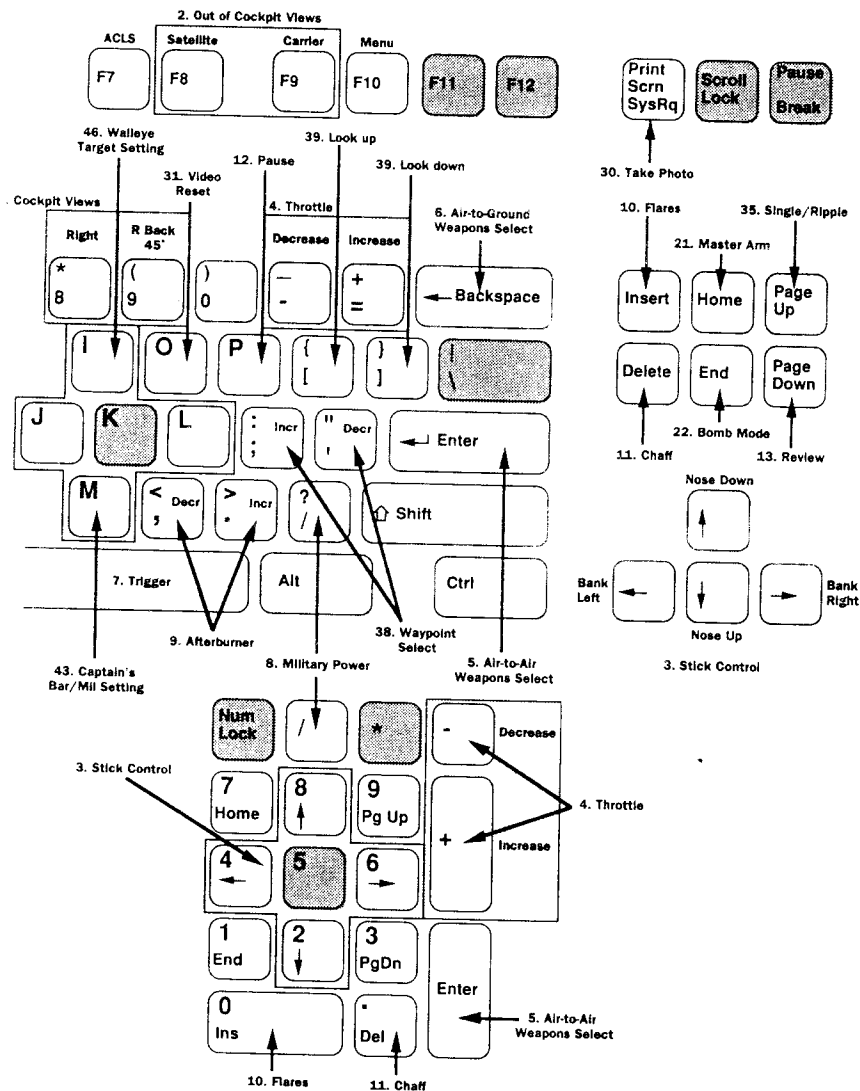 2. Out of Cockpit Views
ACLS
Satellite
Carrier
Menu
F7
F8
F9
F10
F11
F12
Print
Scrn
SysRq
Scroll
Lock
Pause
Break
46. Walleye
Target Setting
31. Video
Reset
12. Pause
39. Look up
39. Look down
30. Take Photo
Cockpit Views
4. Throttle
6. Air-to-Ground
Weapons Select
10. Flares
35. Single/Ripple
21. Master Arm
Right
R Back
45°
Decrease
Increase
*
8
(
9
)
0
—
-
+
=
← Backspace
Insert
Home
Page
Up
I
O
P
{
[
}
]
|
\
Delete
End
Page
Down
J
K
L
:
;
Incr
"
'
Decr
↵ Enter
22. Bomb Mode
11. Chaff
13. Review
M
<
,
Decr
>
.
Incr
?
/
⇧ Shift
Nose Down
↑
7. Trigger
Alt
Ctrl
Bank
Left
←
↓
→
Bank
Right
Nose Up
9. Afterburner
38. Waypoint
Select
3. Stick Control
43. Captain's
Bar/Mil Setting
8. Military Power
5. Air-to-Air
Weapons Select
Num
Lock
/
*
-
Decrease
3. Stick Control
7
Home
8
↑
9
Pg Up
4. Throttle
+
Increase
4
←
5
6
→
1
End
2
↓
3
PgDn
Enter
0
Ins
.
Del
5. Air-to-Air
Weapons Select
10. Flares
11. Chaff